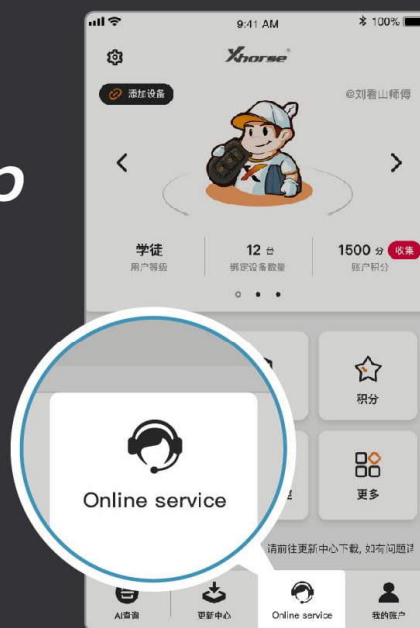 9:41 AM
100%
Xhorse
添加设备
@刘看山师傅
学徒
12 台
1500 分
收集
用户等级
绑定设备数量
账户积分
积分
更多
Online service
请前往更新中心下载, 如有问题请
AI查询
更新中心
Online service
我的账户